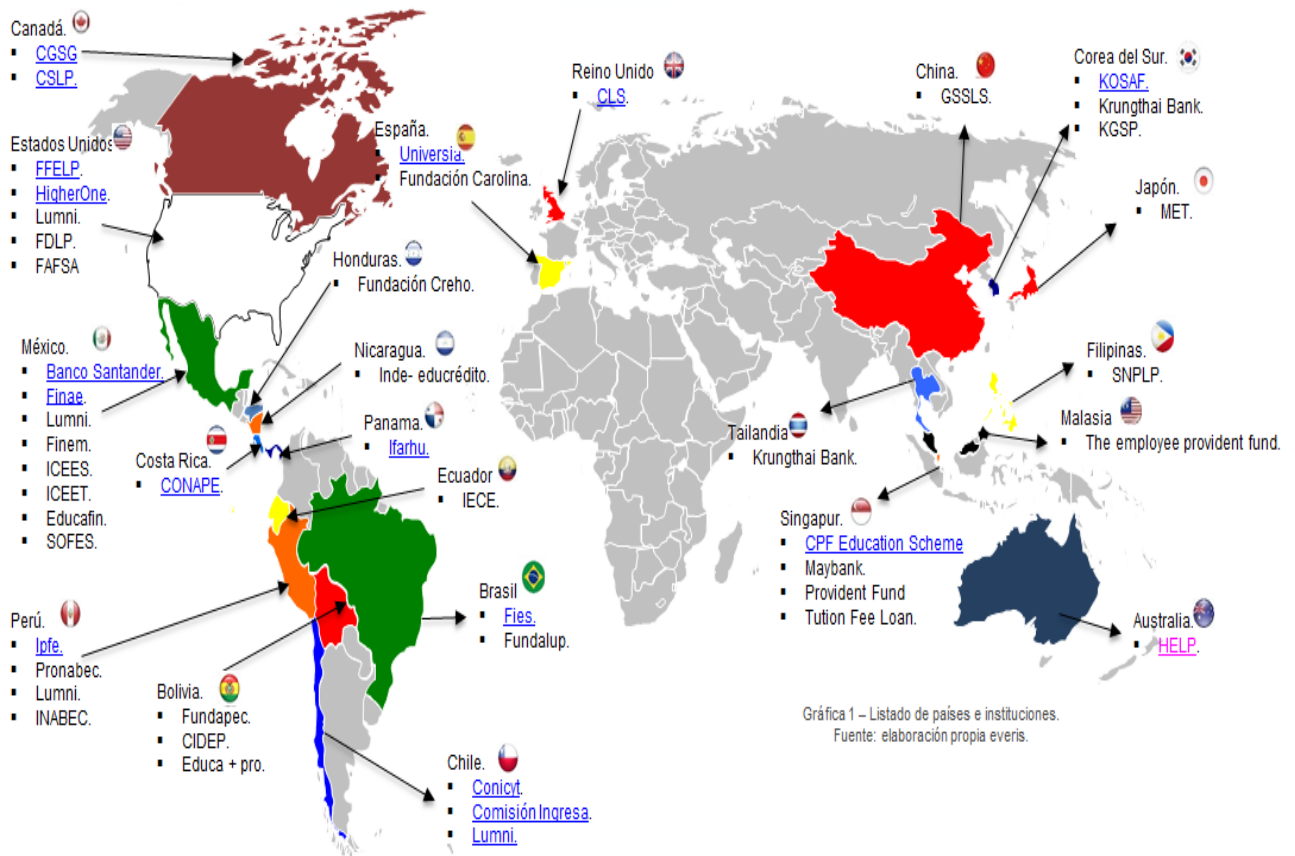 Canadá.
▪ CGSG
▪ CSLP.
Estados Unidos
▪ FFELP.
▪ HigherOne.
▪ Lumni.
▪ FDLP.
▪ FAFSA
México.
▪ Banco Santander.
▪ Finae.
▪ Lumni.
▪ Finem.
▪ ICEES.
▪ ICEET.
▪ Educafin.
▪ SOFES.
Perú.
▪ Ipfe.
▪ Pronabec.
▪ Lumni.
▪ INABEC.
Honduras.
▪ Fundación Creho.
Nicaragua.
▪ Inde- educrédito.
Panama.
▪ Ifarhu.
Costa Rica.
▪ CONAPE.
Ecuador
▪ IECE.
Brasil
▪ Fies.
▪ Fundalup.
Bolivia.
▪ Fundapec.
▪ CIDEP.
▪ Educa + pro.
Chile.
▪ Conicyt.
▪ Comisión Ingresa.
▪ Lumni.
España.
▪ Universia.
▪ Fundación Carolina.
Reino Unido
▪ CLS.
China.
▪ GSSLS.
Corea del Sur.
▪ KOSAF.
▪ Krungthai Bank.
▪ KGSP.
Japón.
▪ MET.
Filipinas.
▪ SNPLP.
Malasia
▪ The employee provident fund.
Tailandia
▪ Krungthai Bank.
Singapur.
▪ CPF Education Scheme
▪ Maybank.
▪ Provident Fund
▪ Tution Fee Loan.
Australia.
▪ HELP.
Gráfica 1 – Listado de países e instituciones.
Fuente: elaboración propia everis.